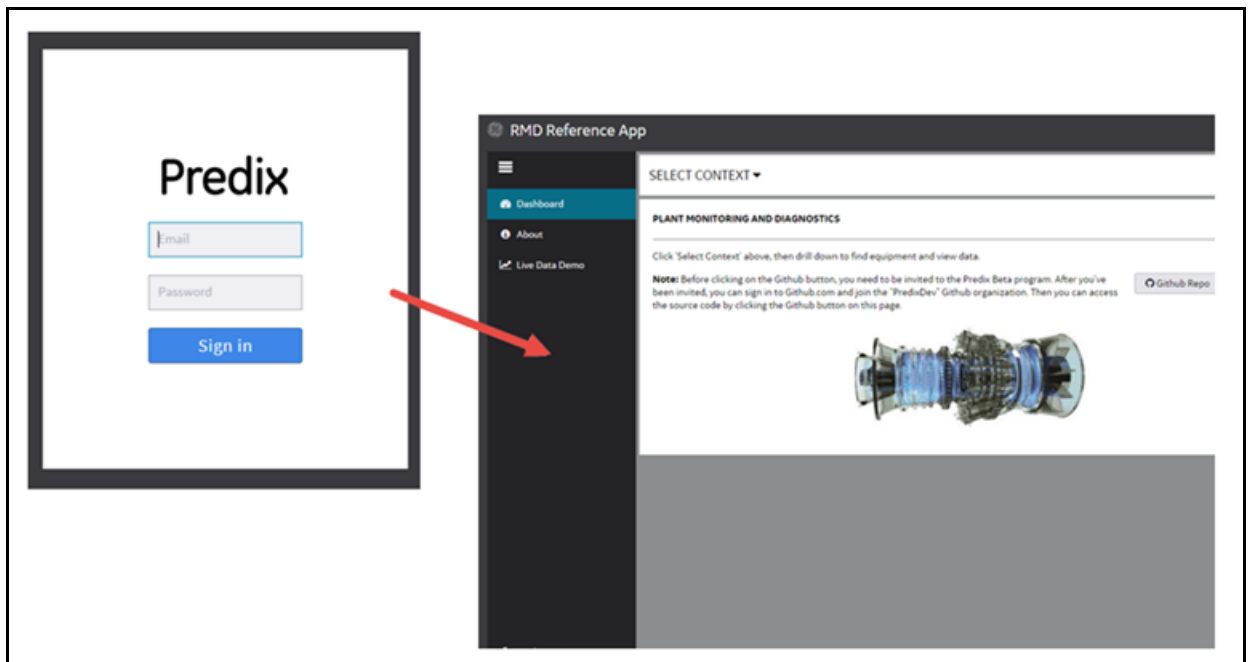 Predix
Email
Password
Sign in
RMD Reference App
SELECT CONTEXT
Dashboard
About
Live Data Demo
PLANT MONITORING AND DIAGNOSTICS
Click 'Select Context' above, then drill down to find equipment and view data.
Note: Before clicking on the Github button, you need to be invited to the Predix Beta program. After you've
been invited, you can sign in to Github.com and join the "PredixDev" Github organization. Then you can access
the source code by clicking the Github button on this page.
Github Repo